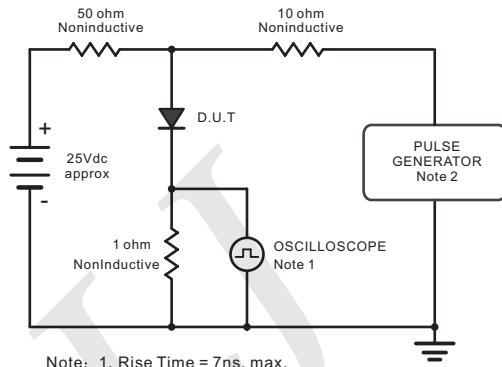 50 ohm
Noninductive
10 ohm
Noninductive
D.U.T
+
25Vdc
approx
-
PULSE
GENERATOR
Note 2
1 ohm
NonInductive
OSCILLOSCOPE
Note 1
Note: 1. Rise Time = 7ns, max.